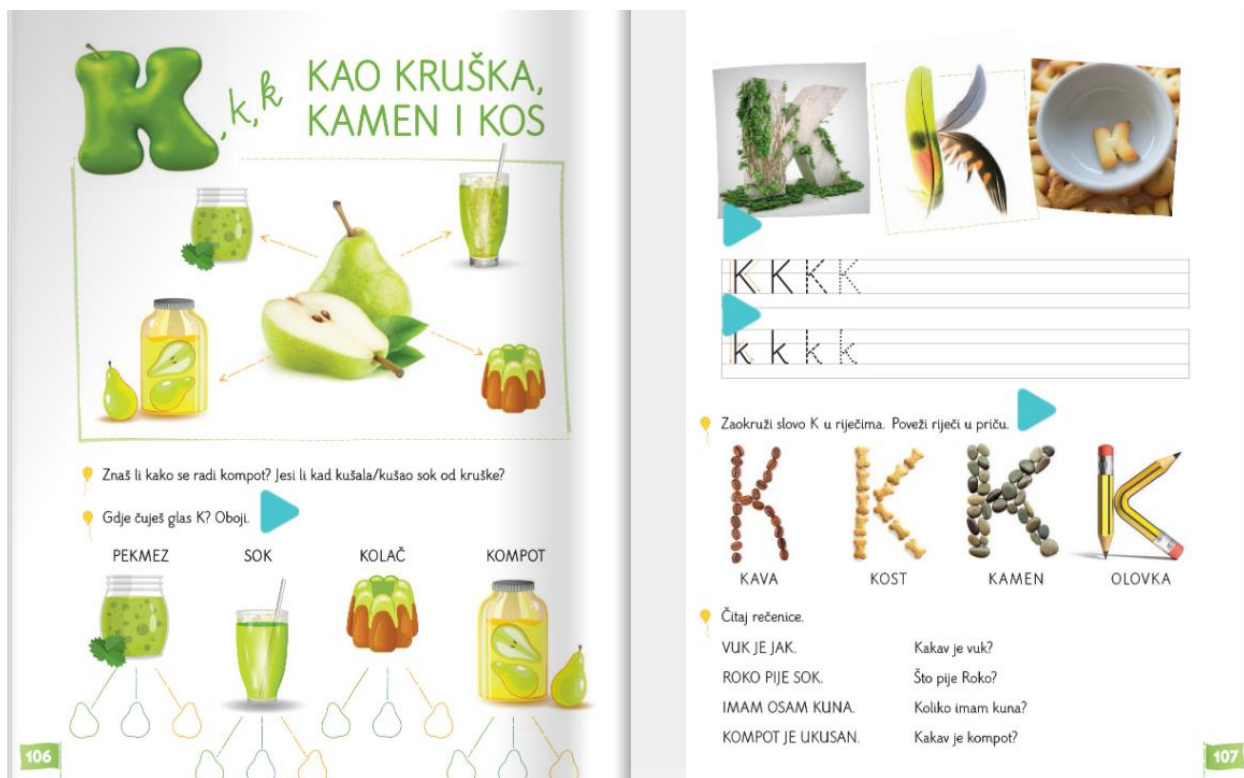 K, k, k
KAO KRUŠKA,
KAMEN I KOS
Znaš li kako se radi kompot? Jesi li kad kušala/kušao sok od kruške?
Gdje čuješ glas K? Oboji.
PEKMEZ SOK KOLAČ KOMPOT
106
K K K K
k k k k
Zaokruži slovo K u riječima. Poveži riječi u priču.
K K K K
KAVA KOST KAMEN OLOVKA
Čitaj rečenice.
VUK JE JAK. Kakav je vuk?
ROKO PIJE SOK. Što pije Roko?
IMAM OSAM KUNA. Koliko imam kuna?
KOMPOT JE UKUSAN. Kakav je kompot?
107